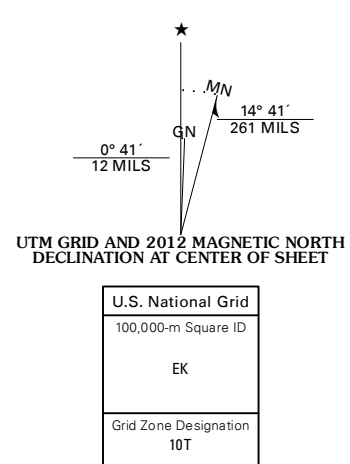 ★
MN
14° 41´
261 MILS
GN
0° 41´
12 MILS
UTM GRID AND 2012 MAGNETIC NORTH
DECLINATION AT CENTER OF SHEET
U.S. National Grid
100,000-m Square ID
EK
Grid Zone Designation
10T